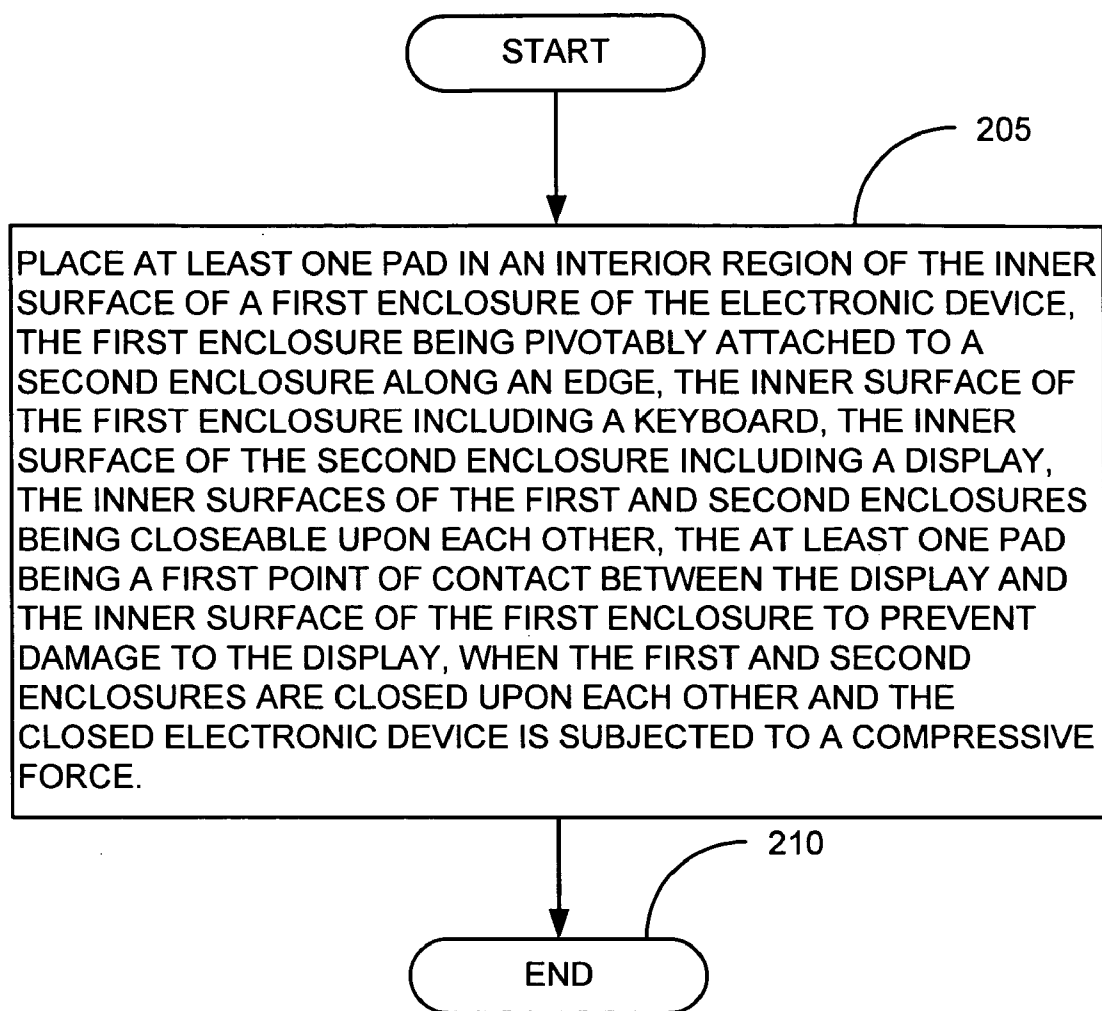 START
205
PLACE AT LEAST ONE PAD IN AN INTERIOR REGION OF THE INNER
SURFACE OF A FIRST ENCLOSURE OF THE ELECTRONIC DEVICE,
THE FIRST ENCLOSURE BEING PIVOTABLY ATTACHED TO A
SECOND ENCLOSURE ALONG AN EDGE, THE INNER SURFACE OF
THE FIRST ENCLOSURE INCLUDING A KEYBOARD, THE INNER
SURFACE OF THE SECOND ENCLOSURE INCLUDING A DISPLAY,
THE INNER SURFACES OF THE FIRST AND SECOND ENCLOSURES
BEING CLOSEABLE UPON EACH OTHER, THE AT LEAST ONE PAD
BEING A FIRST POINT OF CONTACT BETWEEN THE DISPLAY AND
THE INNER SURFACE OF THE FIRST ENCLOSURE TO PREVENT
DAMAGE TO THE DISPLAY, WHEN THE FIRST AND SECOND
ENCLOSURES ARE CLOSED UPON EACH OTHER AND THE
CLOSED ELECTRONIC DEVICE IS SUBJECTED TO A COMPRESSIVE
FORCE.
210
END